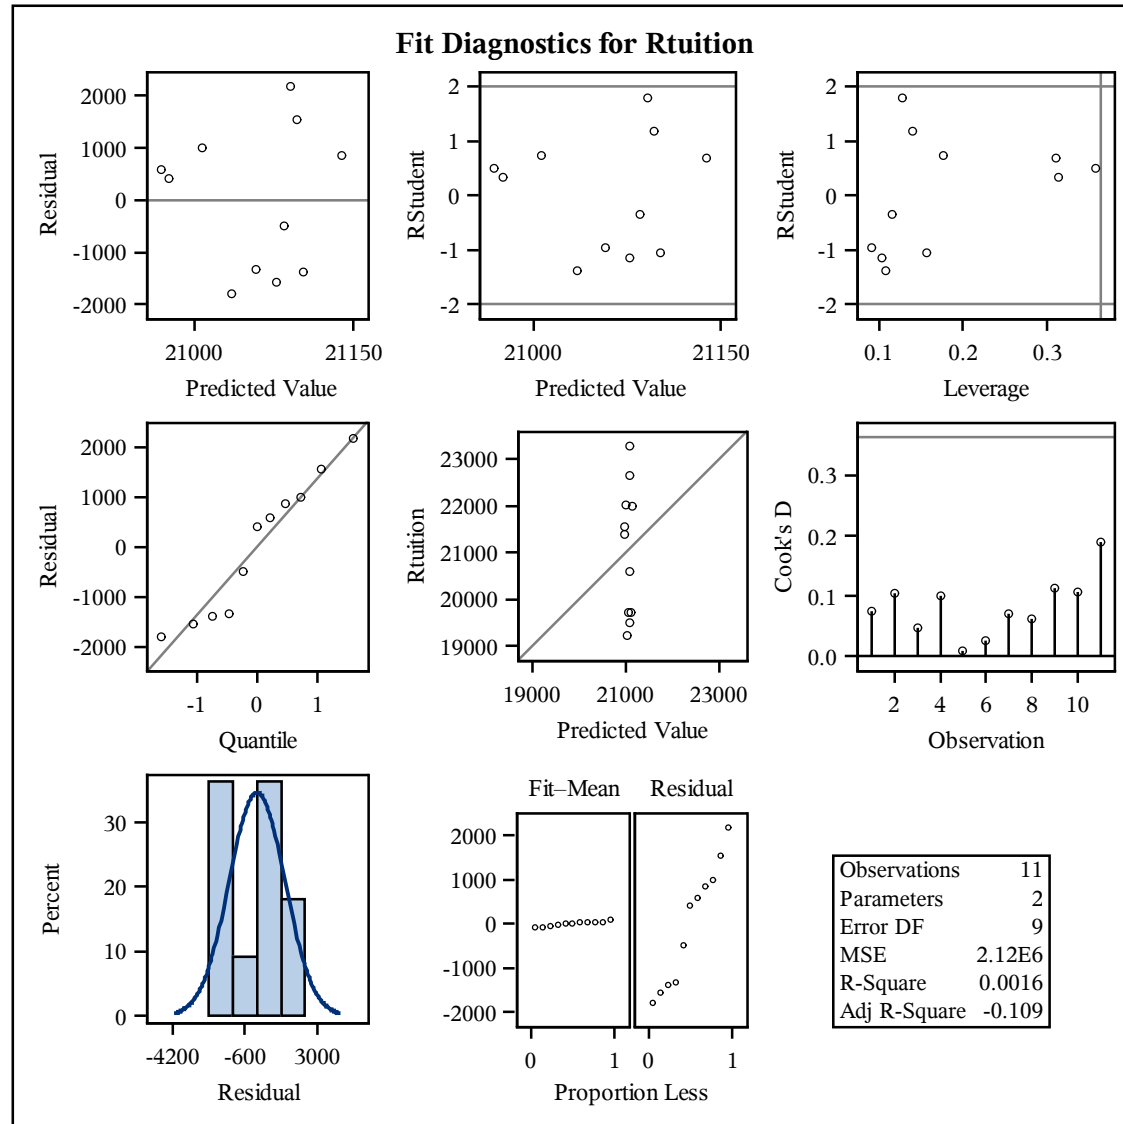 Fit Diagnostics for Rtuition
2000
1000
0
-1000
-2000
Residual
21000 21150
Predicted Value
2
1
0
-1
-2
RStudent
21000 21150
Predicted Value
2
1
0
-1
-2
RStudent
0.1 0.2 0.3
Leverage
2000
1000
0
-1000
-2000
Residual
-1 0 1
Quantile
23000
22000
21000
20000
19000
Rtuition
19000 21000 23000
Predicted Value
0.3
0.2
0.1
0.0
Cook's D
2 4 6 8 10
Observation
30
20
10
0
Percent
-4200 -600 3000
Residual
Fit–Mean Residual
2000
1000
0
-1000
-2000
0 1 0 1
Proportion Less
Observations 11
Parameters 2
Error DF 9
MSE 2.12E6
R-Square 0.0016
Adj R-Square -0.109